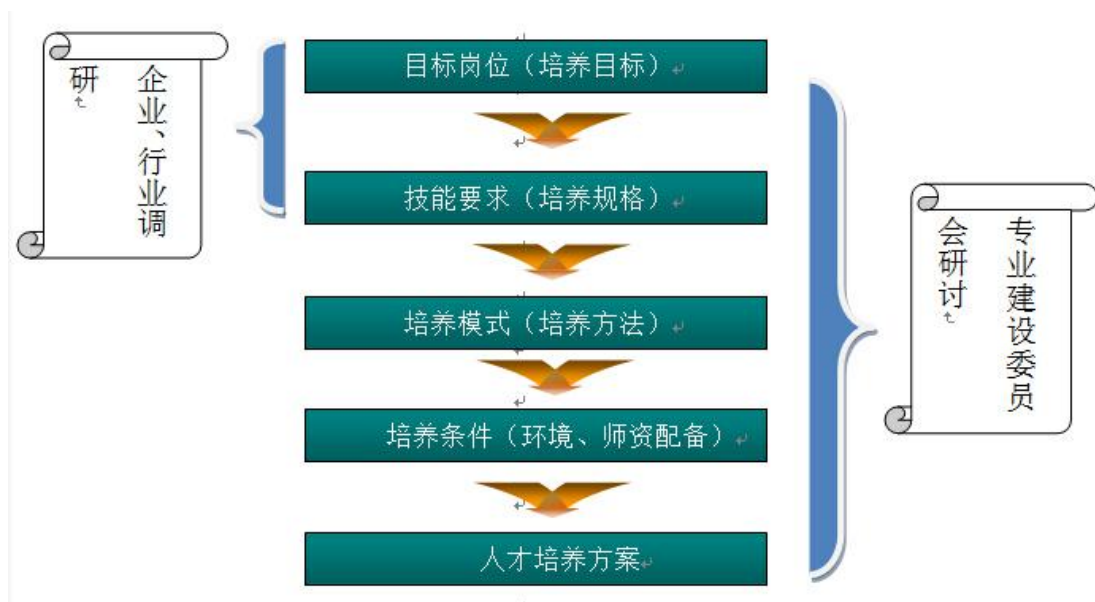 企业、行业调
研
目标岗位（培养目标）
技能要求（培养规格）
培养模式（培养方法）
培养条件（环境、师资配备）
人才培养方案
专业建设委员
会研讨